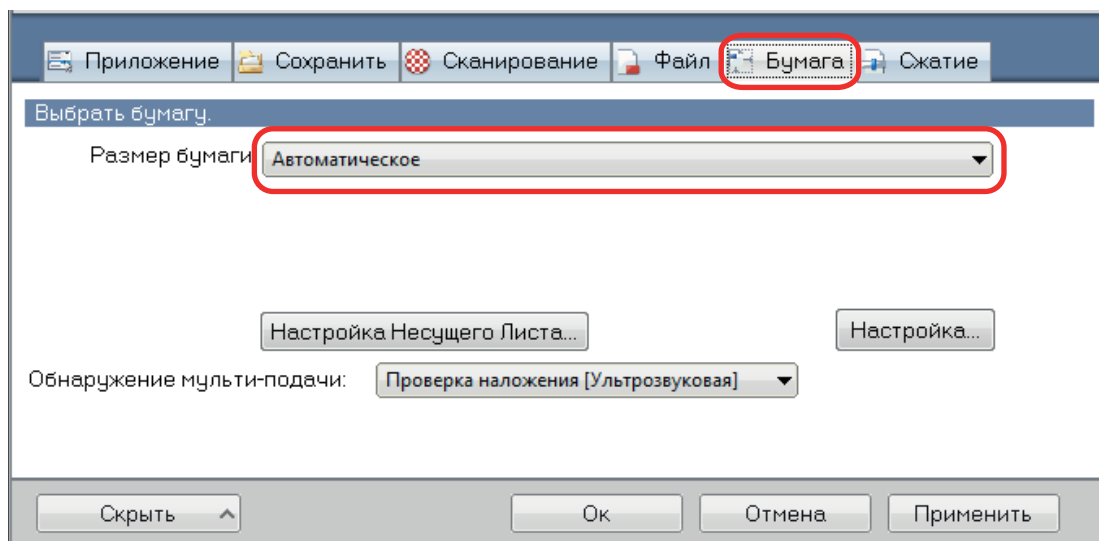 Приложение Сохранить Сканирование Файл Бумага Сжатие
Выбрать бумагу.
Размер бумаги Автоматическое
Настройка Несущего Листа... Настройка...
Обнаружение мульти-подачи: Проверка наложения [Ультрозвуковая]
Скрыть Ок Отмена Применить